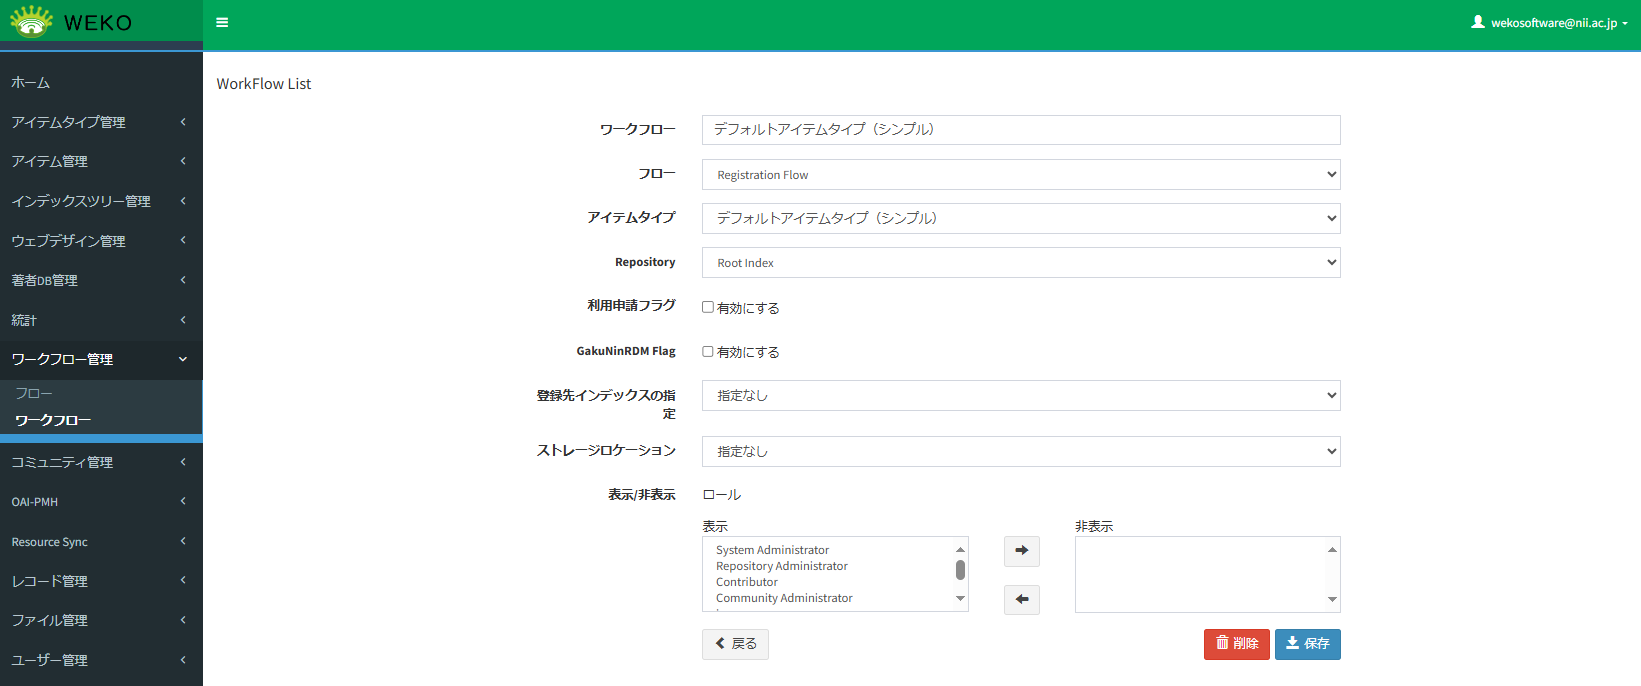 WEKO
wekosoftware@nii.ac.jp
ホーム
アイテムタイプ管理
アイテム管理
インデックスツリー管理
ウェブデザイン管理
著者DB管理
統計
ワークフロー管理
フロー
ワークフロー
コミュニティ管理
OAI-PMH
Resource Sync
レコード管理
ファイル管理
ユーザー管理
WorkFlow List
ワークフロー デフォルトアイテムタイプ（シンプル）
フロー Registration Flow
アイテムタイプ デフォルトアイテムタイプ（シンプル）
Repository Root Index
利用申請フラグ 有効にする
GakuNinRDM Flag 有効にする
登録先インデックスの指
定
指定なし
ストレージロケーション 指定なし
表示/非表示 ロール
表示
System Administrator
Repository Administrator
Contributor
Community Administrator
非表示
戻る
削除
保存